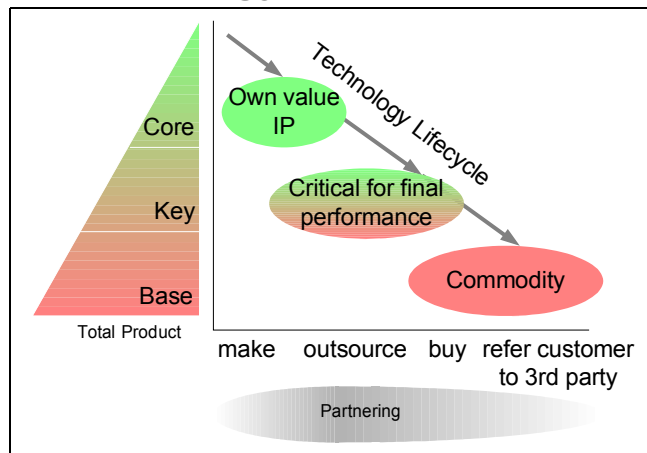 Technology Lifecycle
Own value
IP
Core
Critical for final
performance
Key
Commodity
Base
Total Product
make outsource buy refer customer
to 3rd party
Partnering